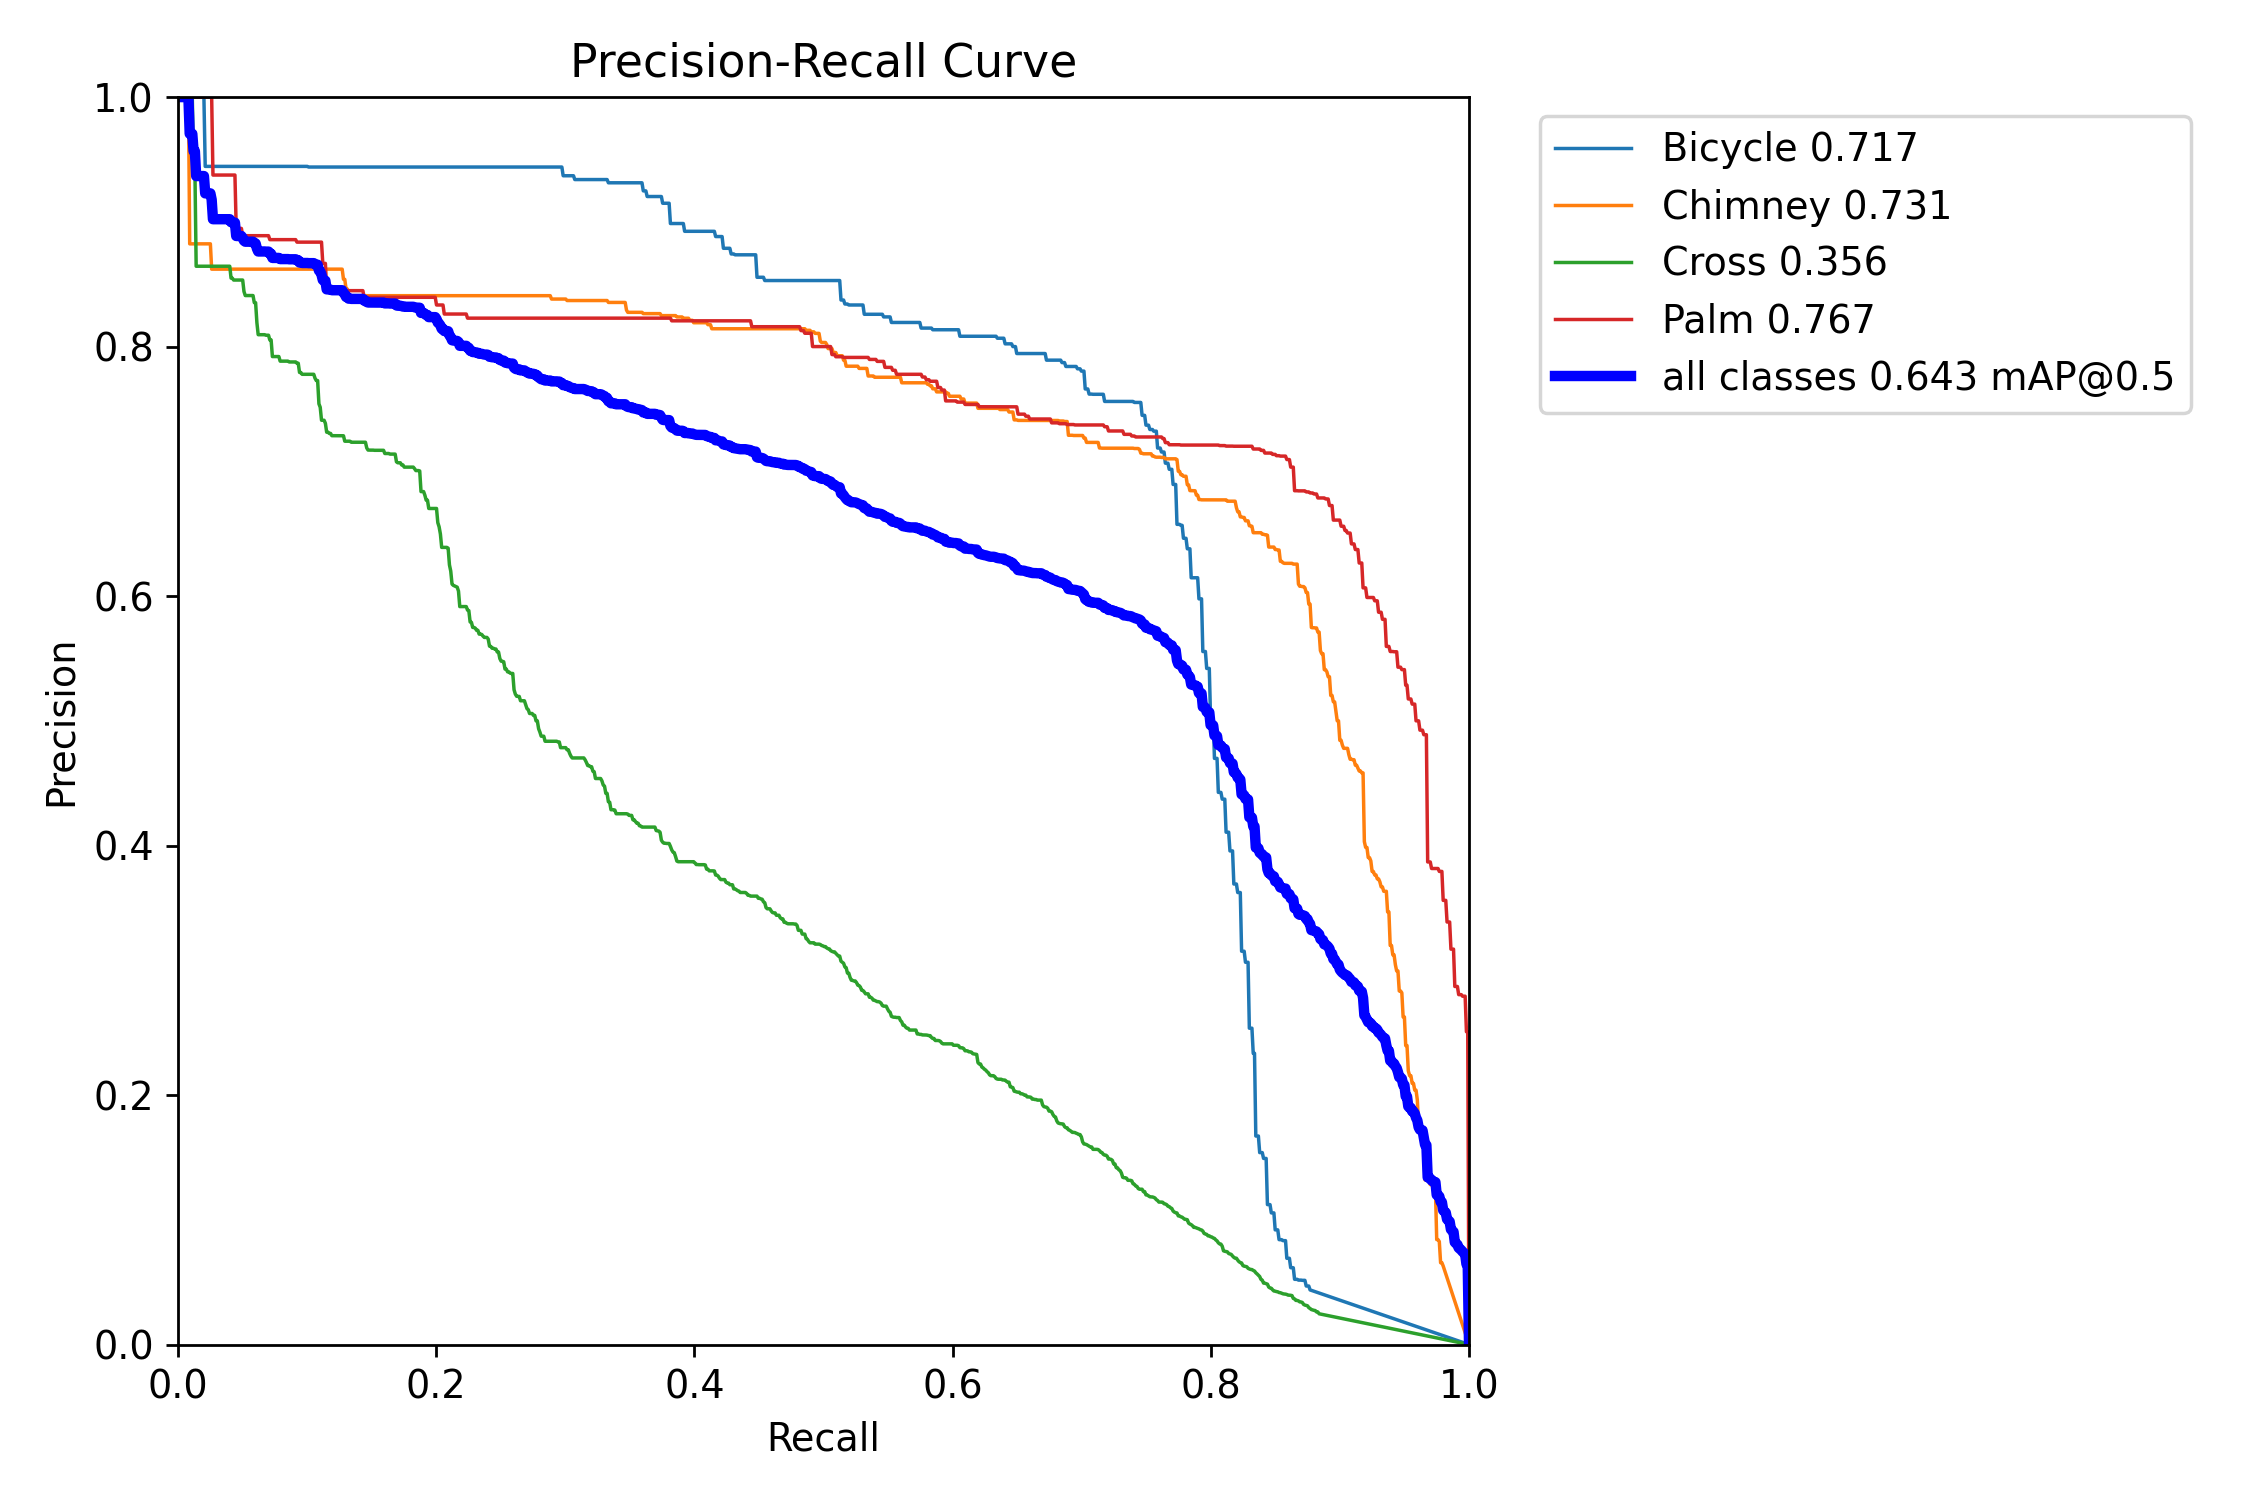 Precision-Recall Curve
1.0
0.8
0.6
0.4
0.2
0.0
Precision
0.0 0.2 0.4 0.6 0.8 1.0
Recall
Bicycle 0.717
Chimney 0.731
Cross 0.356
Palm 0.767
all classes 0.643 mAP@0.5